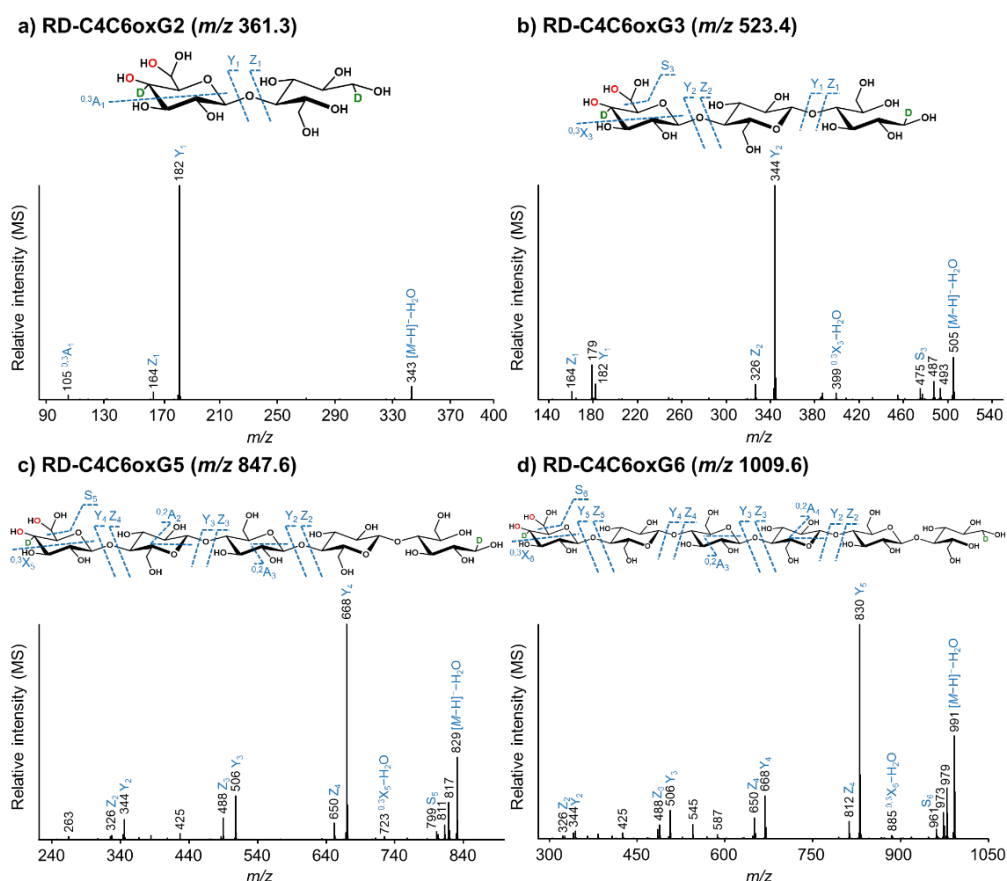 a) RD-C4C6oxG2 (m/z 361.3)
OH
HO
OH
HO
D
HO
OH
O
O
Y₁ Z₁
HO
OH
OH
OH
D
OH
⁰,³A₁
182 Y₁
105 ⁰,³A₁
164 Z₁
343 [M−H]⁻−H₂O
Relative intensity (MS)
90 130 170 210 250 290 330 370 400
m/z
b) RD-C4C6oxG3 (m/z 523.4)
S₃
Y₂ Z₂
Y₁ Z₁
⁰,³X₃
344 Y₂
164 Z₁
179
182 Y₁
326 Z₂
399 ⁰,³X₃−H₂O
475 S₃
487
493
505 [M−H]⁻−H₂O
Relative intensity (MS)
140 180 220 260 300 340 380 420 460 500 550
m/z
c) RD-C4C6oxG5 (m/z 847.6)
S₅
Y₄ Z₄
⁰,²A₂
Y₃ Z₃
Y₂ Z₂
⁰,³X₅
⁰,²A₃
668 Y₄
263
326 Z₂
344 Y₂
425
488 Z₃
506 Y₃
650 Z₄
723 ⁰,³X₅−H₂O
799 S₅
811
817
829 [M−H]⁻−H₂O
Relative intensity (MS)
240 340 440 540 640 740 840
m/z
d) RD-C4C6oxG6 (m/z 1009.6)
S₆
Y₅ Z₅
Y₄ Z₄
Y₃ Z₃
⁰,²A₄
Y₂ Z₂
⁰,³X₆
⁰,²A₃
830 Y₅
326 Z₂
344 Y₂
425
488 Z₃
506 Y₃
545
587
650 Z₄
668 Y₄
812 Z₄
885 ⁰,³X₆−H₂O
961 S₆
973
979
991 [M−H]⁻−H₂O
Relative intensity (MS)
300 450 600 750 900 1050
m/z